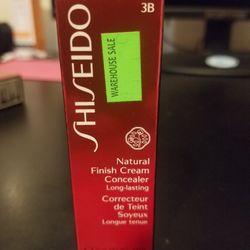 3B
SHISEIDO
WAREHOUSE SALE
Natural
Finish Cream
Concealer
Long-lasting
Correcteur
de Teint
Soyeux
Longue tenue